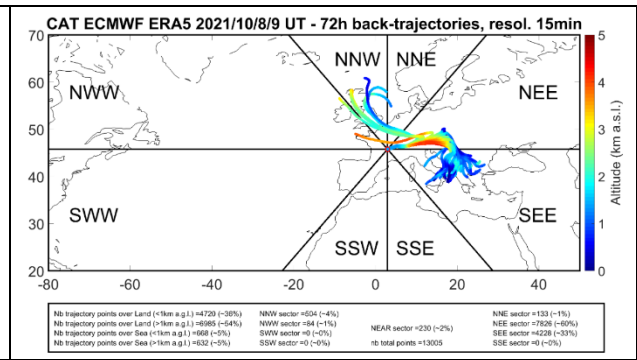 CAT ECMWF ERA5 2021/10/8/9 UT - 72h back-trajectories, resol. 15min
70
60
50
40
30
20
-80
-60
-40
-20
0
20
40
NNW
NNE
NWW
NEE
SWW
SEE
SSW
SSE
5
4
3
2
1
0
Altitude (km a.s.l.)
Nb trajectory points over Land (<1km a.g.l.) =4720 (~36%)
Nb trajectory points over Land (>1km a.g.l.) =6985 (~54%)
Nb trajectory points over Sea (<1km a.g.l.) =668 (~5%)
Nb trajectory points over Sea (>1km a.g.l.) =632 (~5%)
NNW sector =504 (~4%)
NWW sector =84 (~1%)
SWW sector =0 (~0%)
SSW sector =0 (~0%)
NEAR sector =230 (~2%)
nb total points =13005
NNE sector =133 (~1%)
NEE sector =7826 (~60%)
SEE sector =4228 (~33%)
SSE sector =0 (~0%)